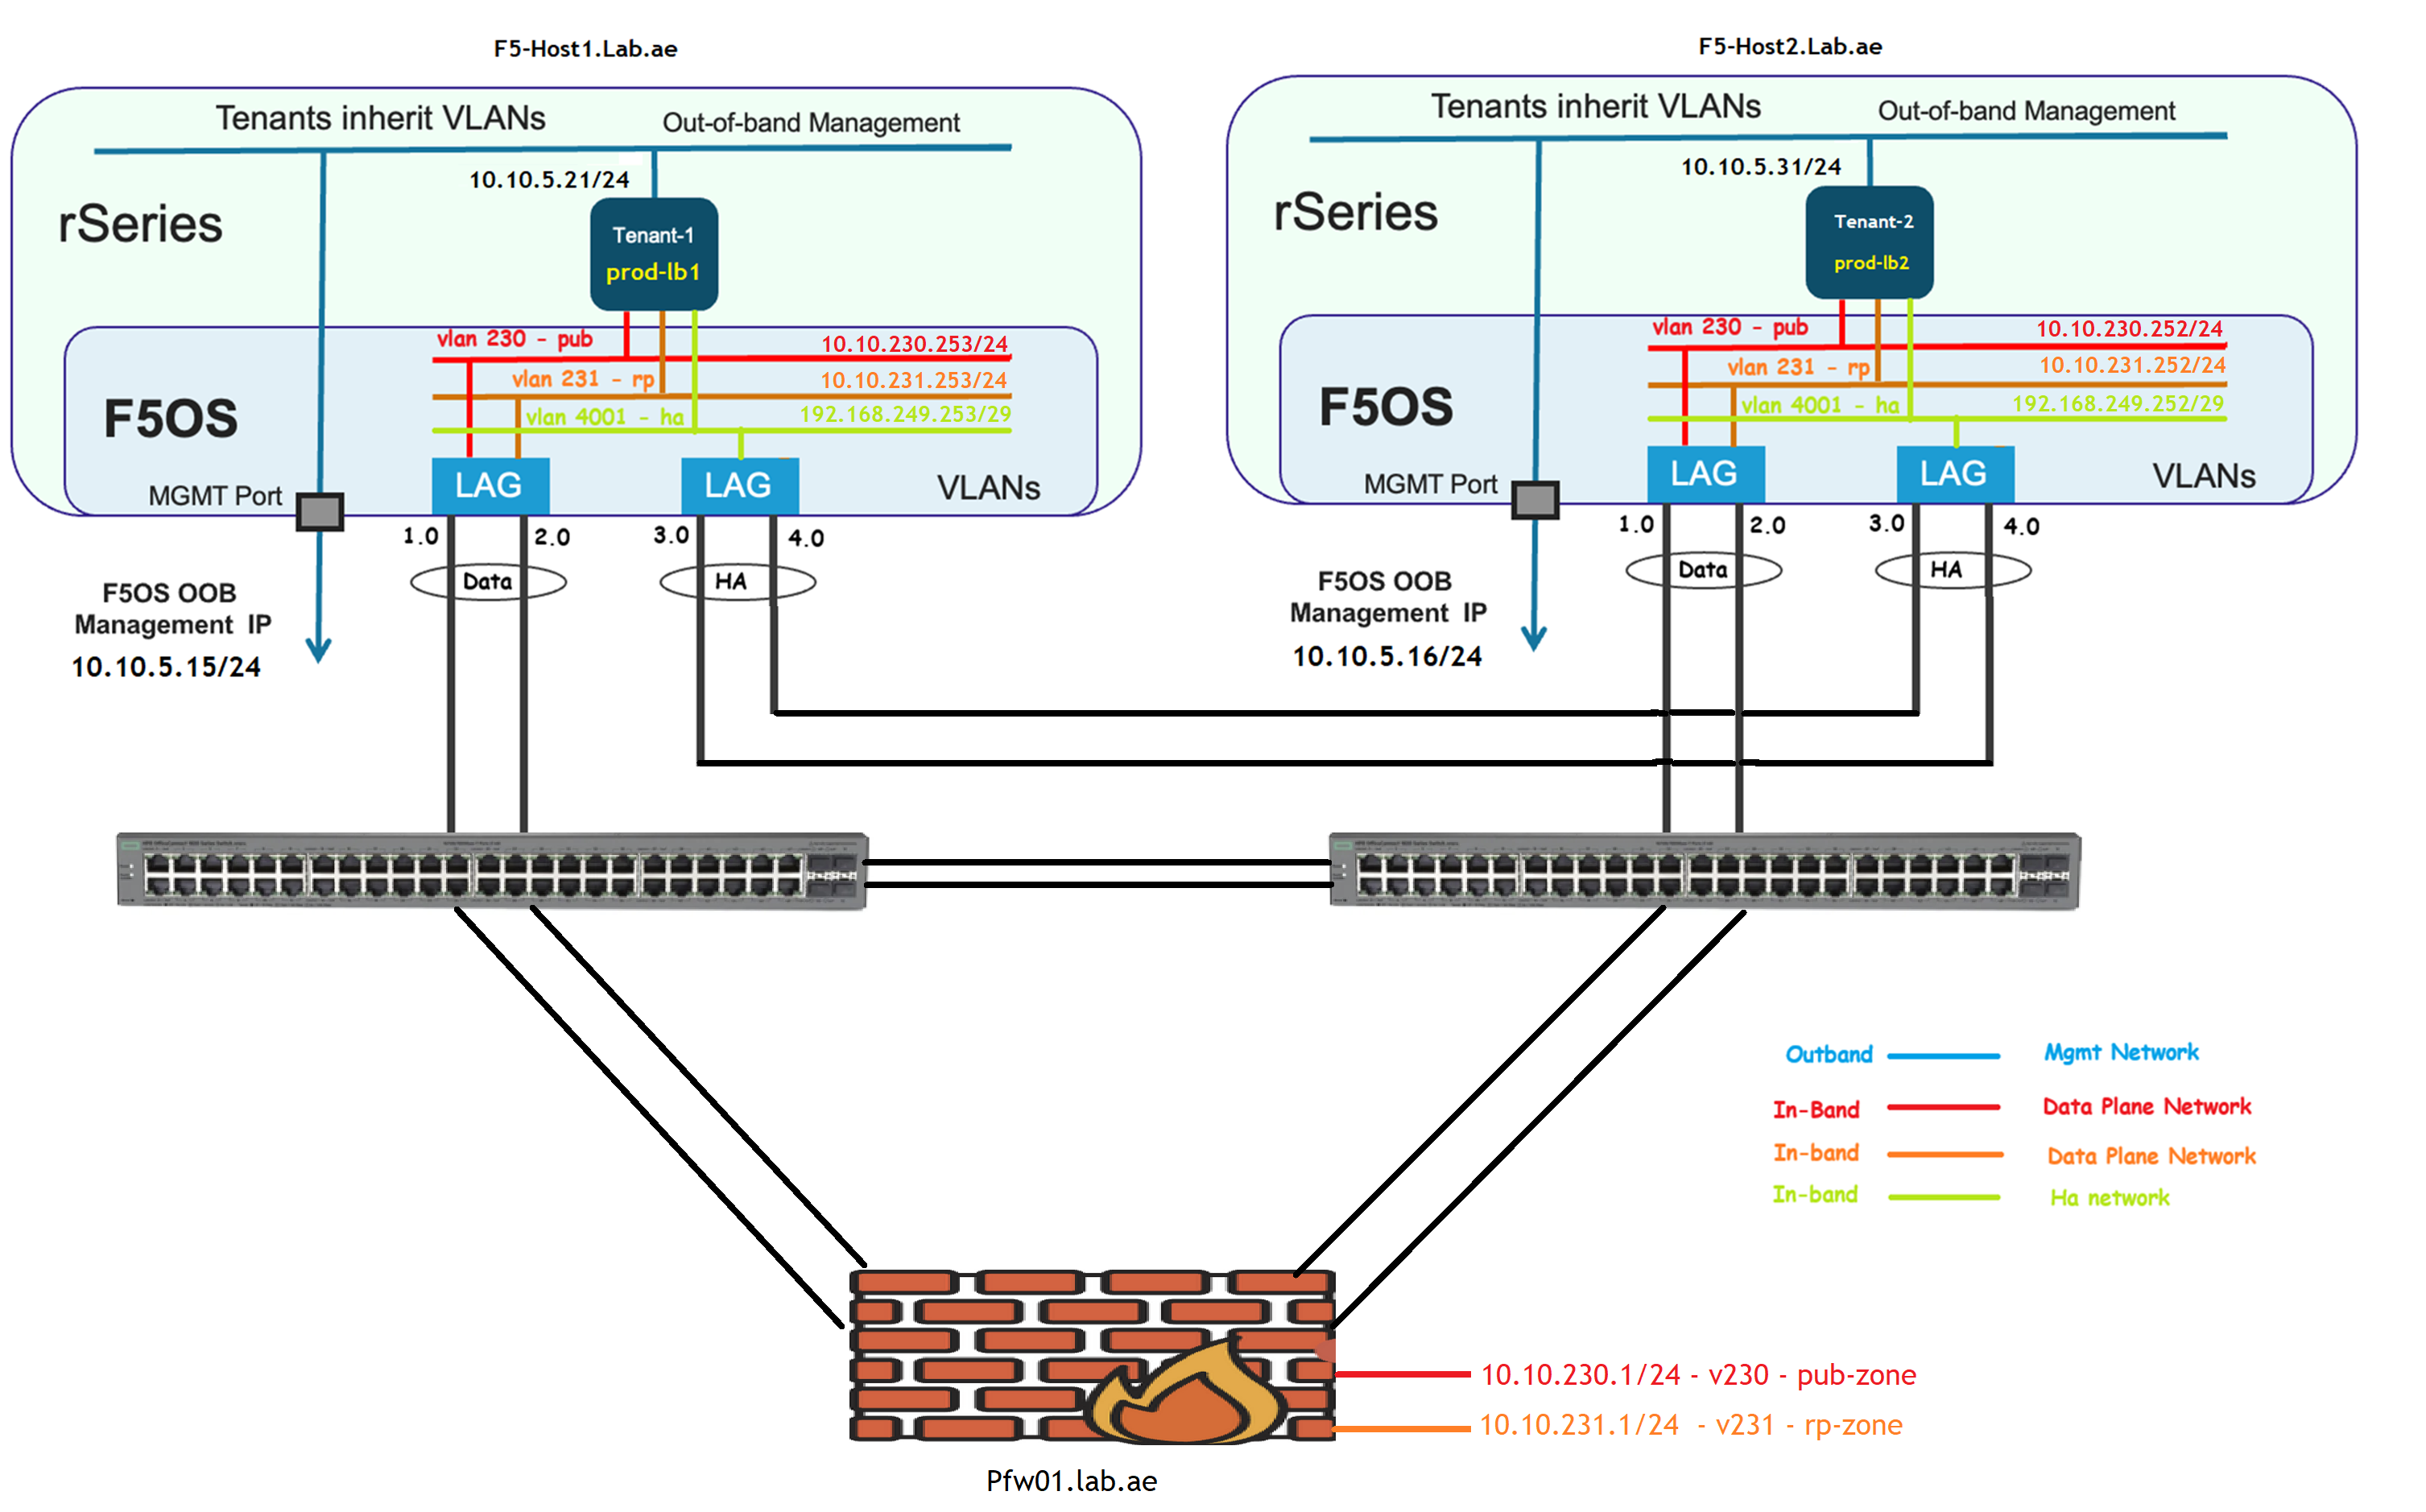 F5-Host1.Lab.ae
Tenants inherit VLANs
Out-of-band Management
10.10.5.21/24
rSeries
Tenant-1
prod-lb1
vlan 230 - pub
10.10.230.253/24
vlan 231 - rp
10.10.231.253/24
vlan 4001 - ha
192.168.249.253/29
F5OS
MGMT Port
LAG
LAG
VLANs
1.0
2.0
3.0
4.0
Data
HA
F5OS OOB
Management IP
10.10.5.15/24
F5-Host2.Lab.ae
Tenants inherit VLANs
Out-of-band Management
10.10.5.31/24
rSeries
Tenant-2
prod-lb2
vlan 230 - pub
10.10.230.252/24
vlan 231 - rp
10.10.231.252/24
vlan 4001 - ha
192.168.249.252/29
F5OS
MGMT Port
LAG
LAG
VLANs
1.0
2.0
3.0
4.0
Data
HA
F5OS OOB
Management IP
10.10.5.16/24
Outband
Mgmt Network
In-Band
Data Plane Network
In-band
Data Plane Network
In-band
Ha network
10.10.230.1/24 - v230 - pub-zone
10.10.231.1/24 - v231 - rp-zone
Pfw01.lab.ae